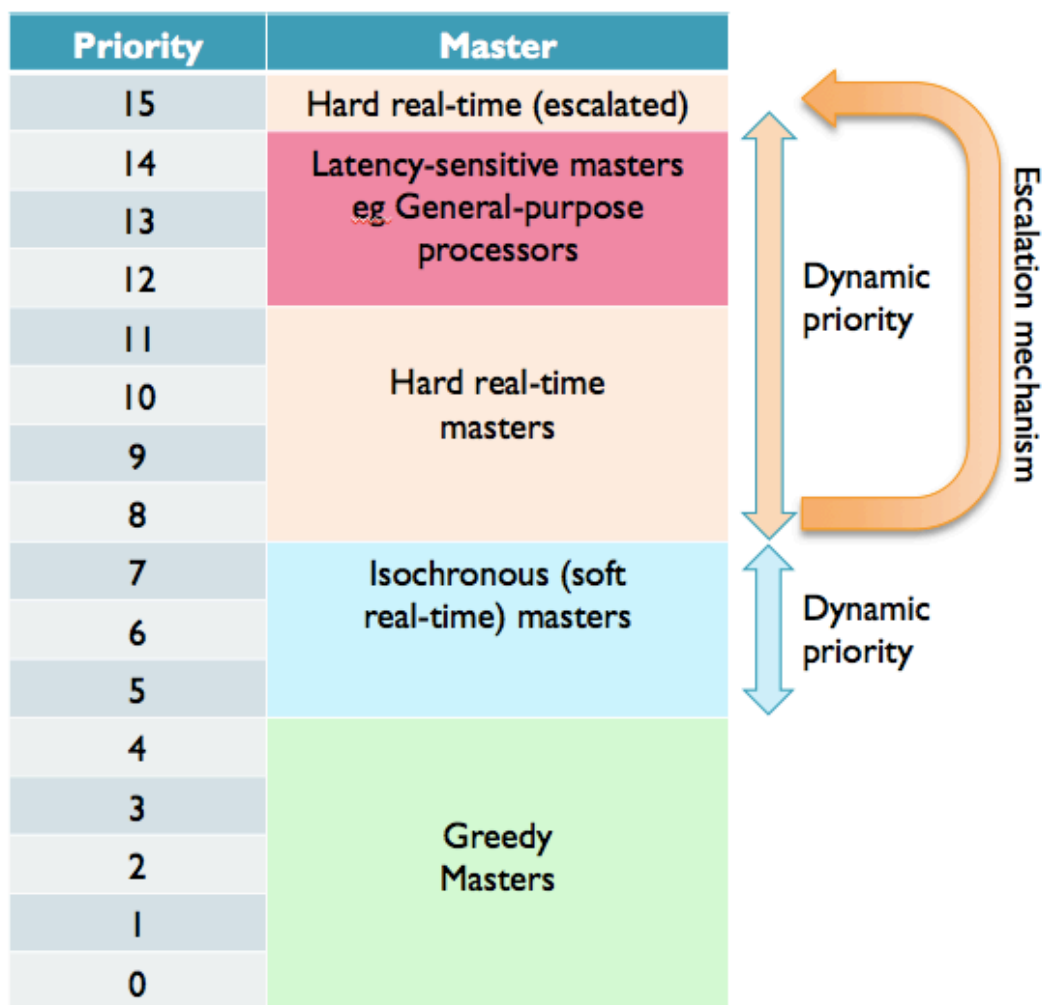 Priority Master
15 Hard real-time (escalated)
14 Latency-sensitive masters
13 eg General-purpose
12 processors
11
10 Hard real-time
9 masters
8
7 Isochronous (soft
6 real-time) masters
5
4
3 Greedy
2 Masters
1
0
Dynamic
priority
Escalation mechanism
Dynamic
priority